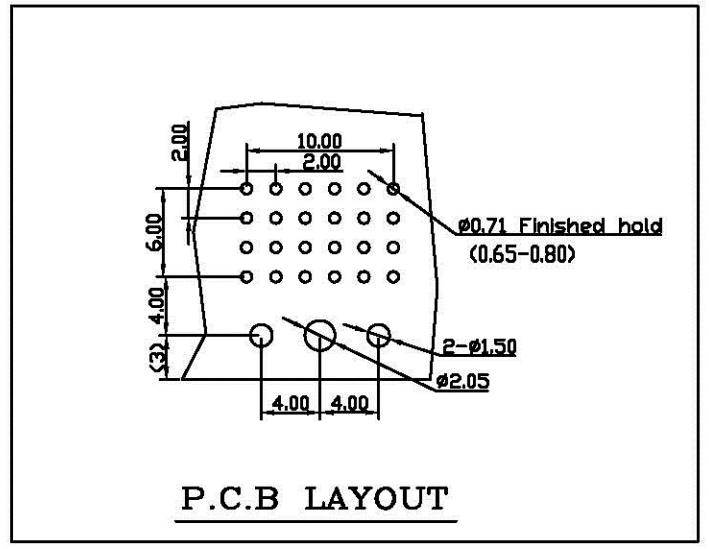 10.00
2.00
2.00
6.00
Ø0.71 Finished hold
(0.65-0.80)
4.00
(3)
2-Ø1.50
Ø2.05
4.00
4.00
P.C.B LAYOUT